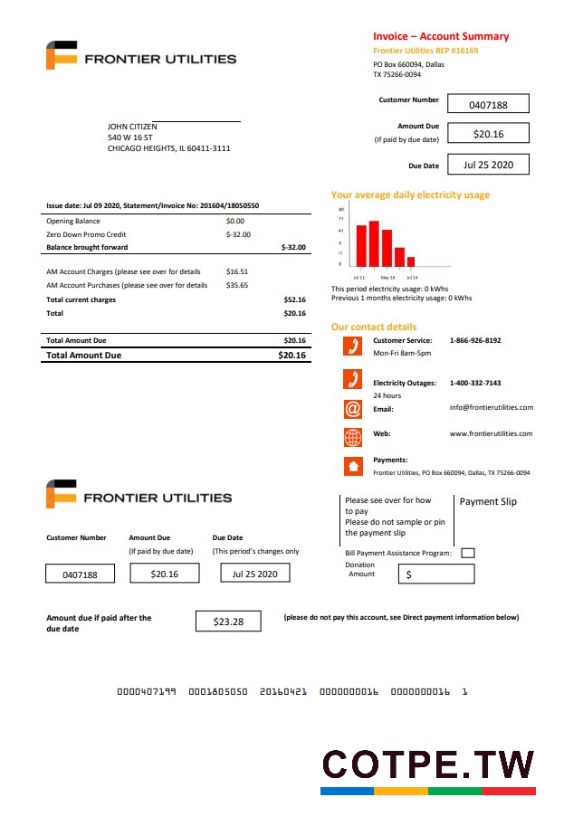 FRONTIER UTILITIES
Invoice – Account Summary
Frontier Utilities REP #16169
PO Box 660094, Dallas
TX 75266-0094
Customer Number
0407188
Amount Due
(If paid by due date)
$20.16
Due Date
Jul 25 2020
JOHN CITIZEN
540 W 16 ST
CHICAGO HEIGHTS, IL 60411-3111
Issue date: Jul 09 2020, Statement/Invoice No: 201604/18050550
Opening Balance $0.00
Zero Down Promo Credit $-32.00
Balance brought forward $-32.00
AM Account Charges (please see over for details $16.51
AM Account Purchases (please see over for details $35.65
Total current charges $52.16
Total $20.16
Total Amount Due $20.16
Total Amount Due $20.16
Your average daily electricity usage
Jul 14
This period electricity usage: 0 kWhs
Previous 1 months electricity usage: 0 kWhs
Our contact details
Customer Service: 1-866-926-8192
Mon-Fri 8am-5pm
Electricity Outages: 1-400-332-7143
24 hours
Email: info@frontierutilities.com
Web: www.frontierutilities.com
Payments:
Frontier Utilities, PO Box 660094, Dallas, TX 75266-0094
FRONTIER UTILITIES
Please see over for how
to pay
Please do not sample or pin
the payment slip
Payment Slip
Customer Number Amount Due Due Date
(If paid by due date) (This period's changes only
0407188 $20.16 Jul 25 2020
Bill Payment Assistance Program:
Donation
Amount
$
Amount due if paid after the
due date
$23.28
(please do not pay this account, see Direct payment information below)
0000407199 0001805050 20160421 0000000016 0000000016 1
COTPE.TW